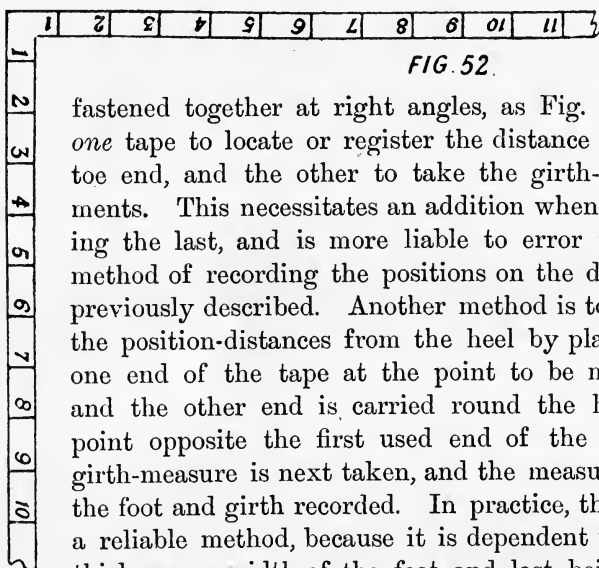 1 2 3 4 5 6 7 8 9 10 11
FIG. 52.
1
2
3
4
5
6
7
8
9
10
fastened together at right angles, as Fig.
one tape to locate or register the distance
toe end, and the other to take the girth-
ments. This necessitates an addition when
ing the last, and is more liable to error
method of recording the positions on the d
previously described. Another method is to
the position-distances from the heel by pla
one end of the tape at the point to be m
and the other end is carried round the
point opposite the first used end of the
girth-measure is next taken, and the measu
the foot and girth recorded. In practice, th
a reliable method, because it is dependent
width of the foot and last